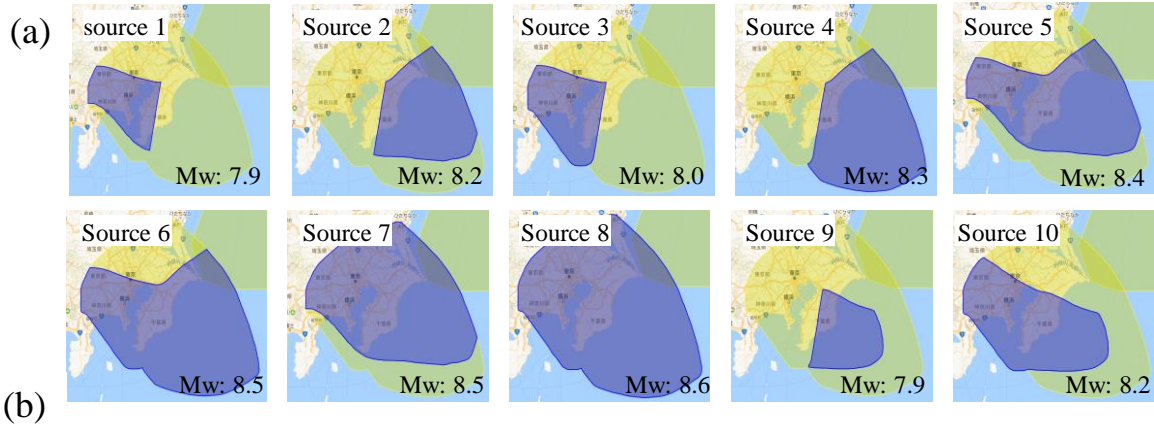 (a)
source 1
Source 2
Source 3
Source 4
Source 5
Mw: 7.9
Mw: 8.2
Mw: 8.0
Mw: 8.3
Mw: 8.4
Source 6
Source 7
Source 8
Source 9
Source 10
Mw: 8.5
Mw: 8.5
Mw: 8.6
Mw: 7.9
Mw: 8.2
(b)